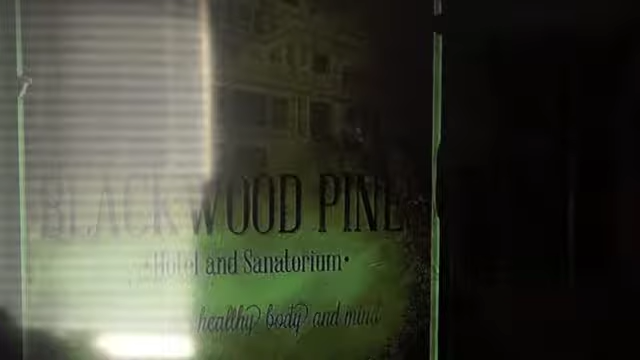 BLACKWOOD PINE
·Hotel and Sanatorium·
healthy body and mind